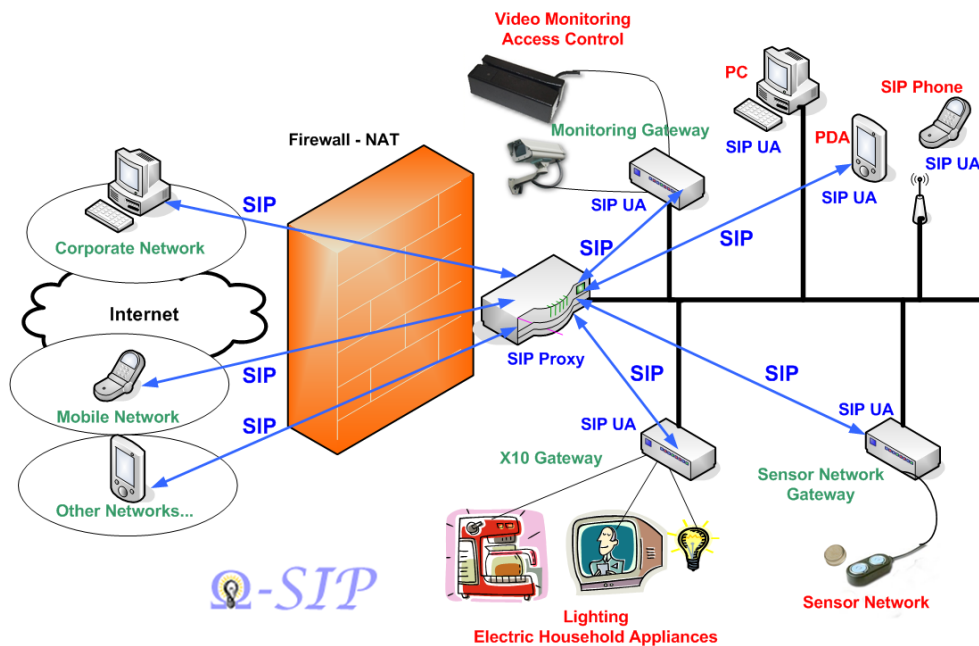 Video Monitoring
Access Control
PC
SIP Phone
Firewall - NAT
Monitoring Gateway
SIP UA
PDA
SIP UA
SIP UA
SIP UA
SIP
Corporate Network
SIP
SIP
Internet
SIP Proxy
SIP
SIP
SIP
Mobile Network
SIP
SIP UA
SIP UA
X10 Gateway
Sensor Network
Gateway
Other Networks...
Ω-SIP
Lighting
Electric Household Appliances
Sensor Network